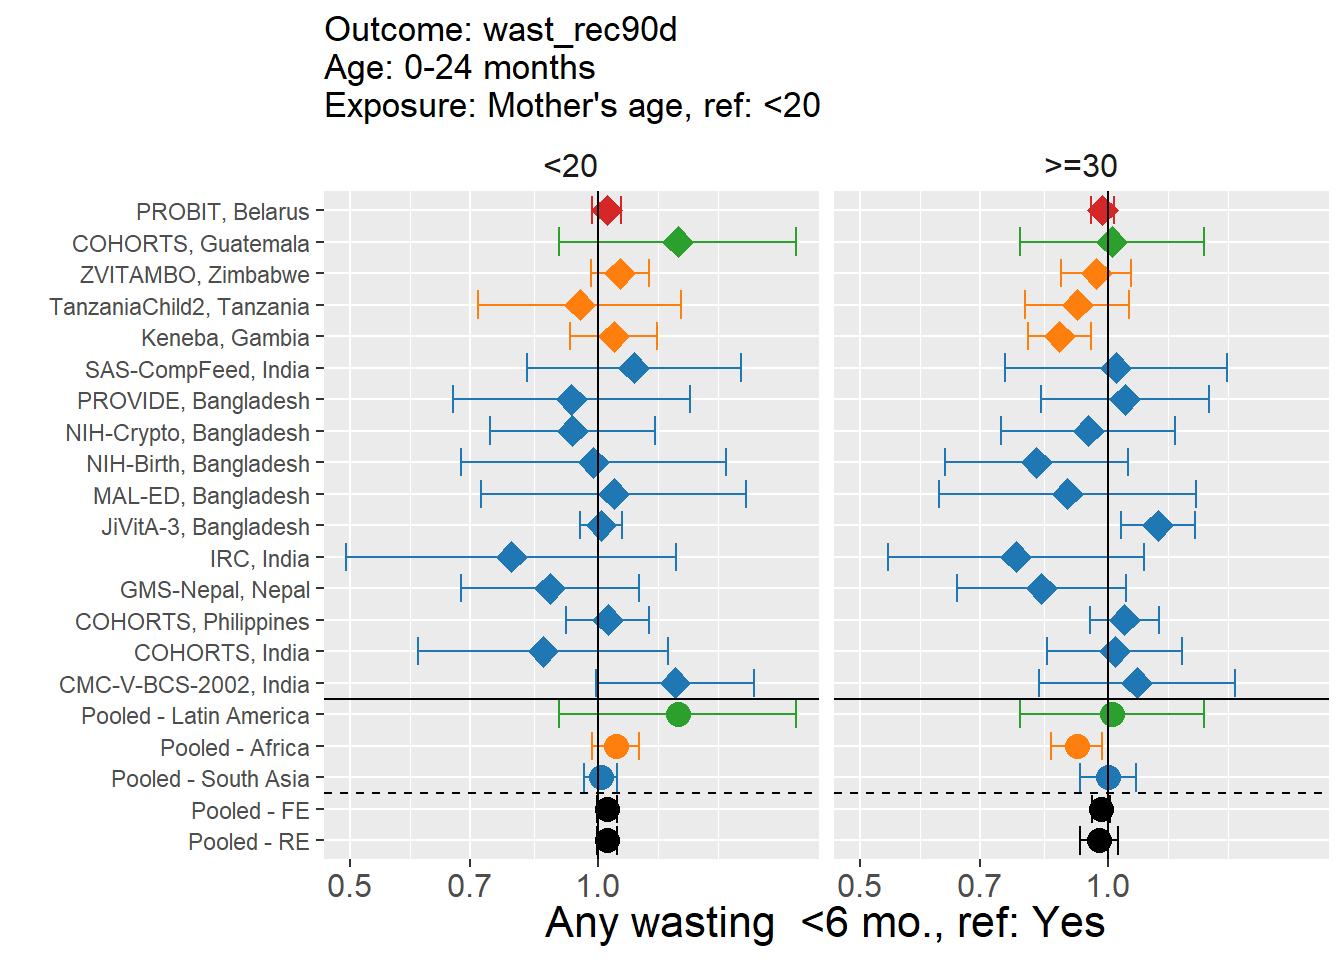 Outcome: wast_rec90d
Age: 0-24 months
Exposure: Mother's age, ref: <20
<20
>=30
PROBIT, Belarus
COHORTS, Guatemala
ZVITAMBO, Zimbabwe
TanzaniaChild2, Tanzania
Keneba, Gambia
SAS-CompFeed, India
PROVIDE, Bangladesh
NIH-Crypto, Bangladesh
NIH-Birth, Bangladesh
MAL-ED, Bangladesh
JiVitA-3, Bangladesh
IRC, India
GMS-Nepal, Nepal
COHORTS, Philippines
COHORTS, India
CMC-V-BCS-2002, India
Pooled - Latin America
Pooled - Africa
Pooled - South Asia
Pooled - FE
Pooled - RE
0.5 0.7 1.0 0.5 0.7 1.0
Any wasting  <6 mo., ref: Yes